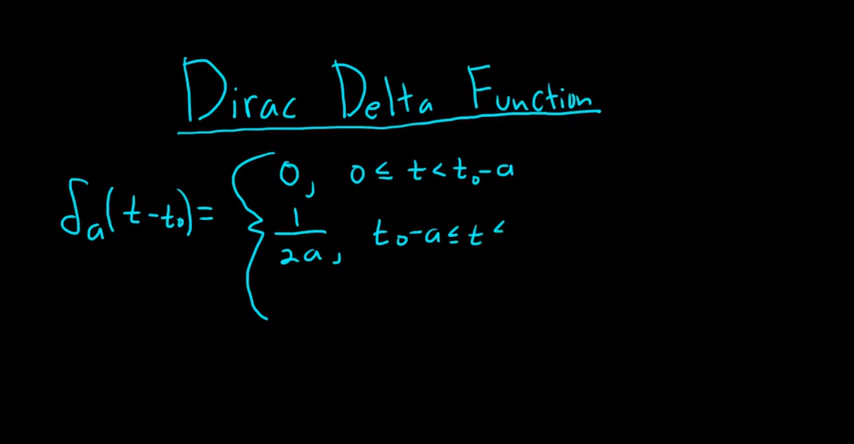 Dirac Delta Function
δₐ(t-t₀) = { 0, 0 ≤ t < t₀-a
1/2a, t₀-a ≤ t <